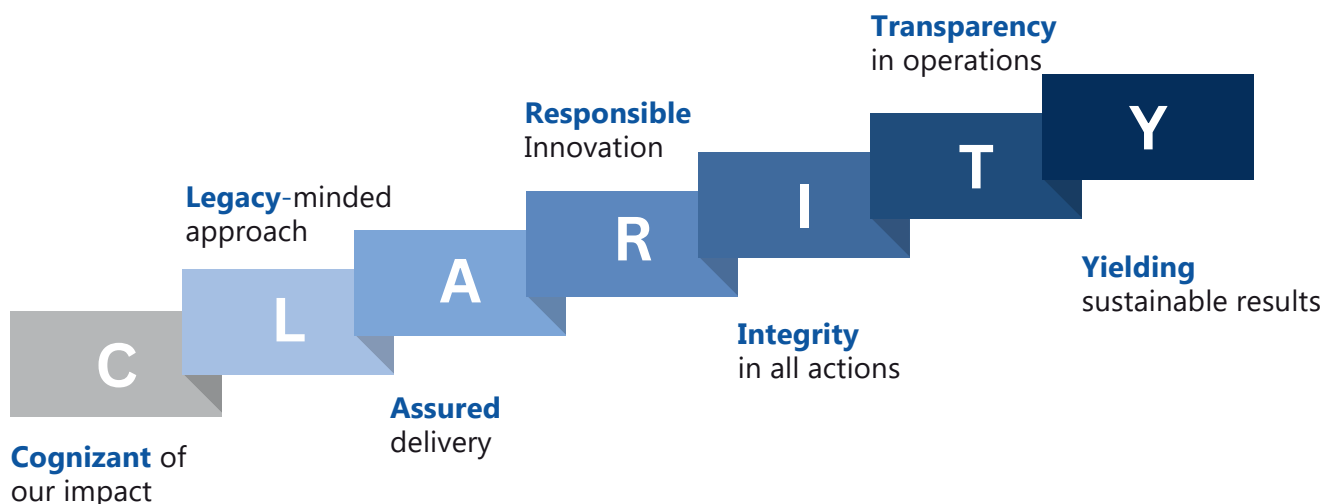 C
Cognizant of
our impact
L
Legacy-minded
approach
A
Assured
delivery
R
Responsible
Innovation
I
Integrity
in all actions
T
Transparency
in operations
Y
Yielding
sustainable results